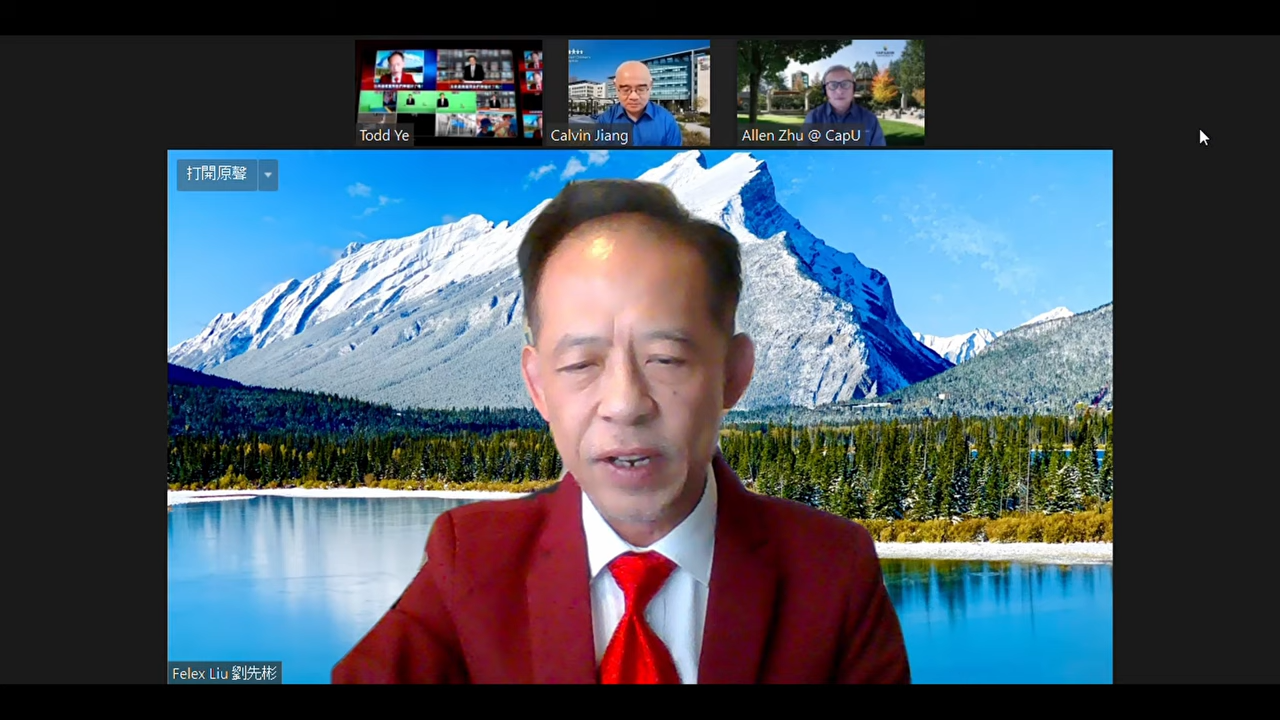 Todd Ye
Calvin Jiang
Allen Zhu @ CapU
打開原聲
Felex Liu 劉先彬